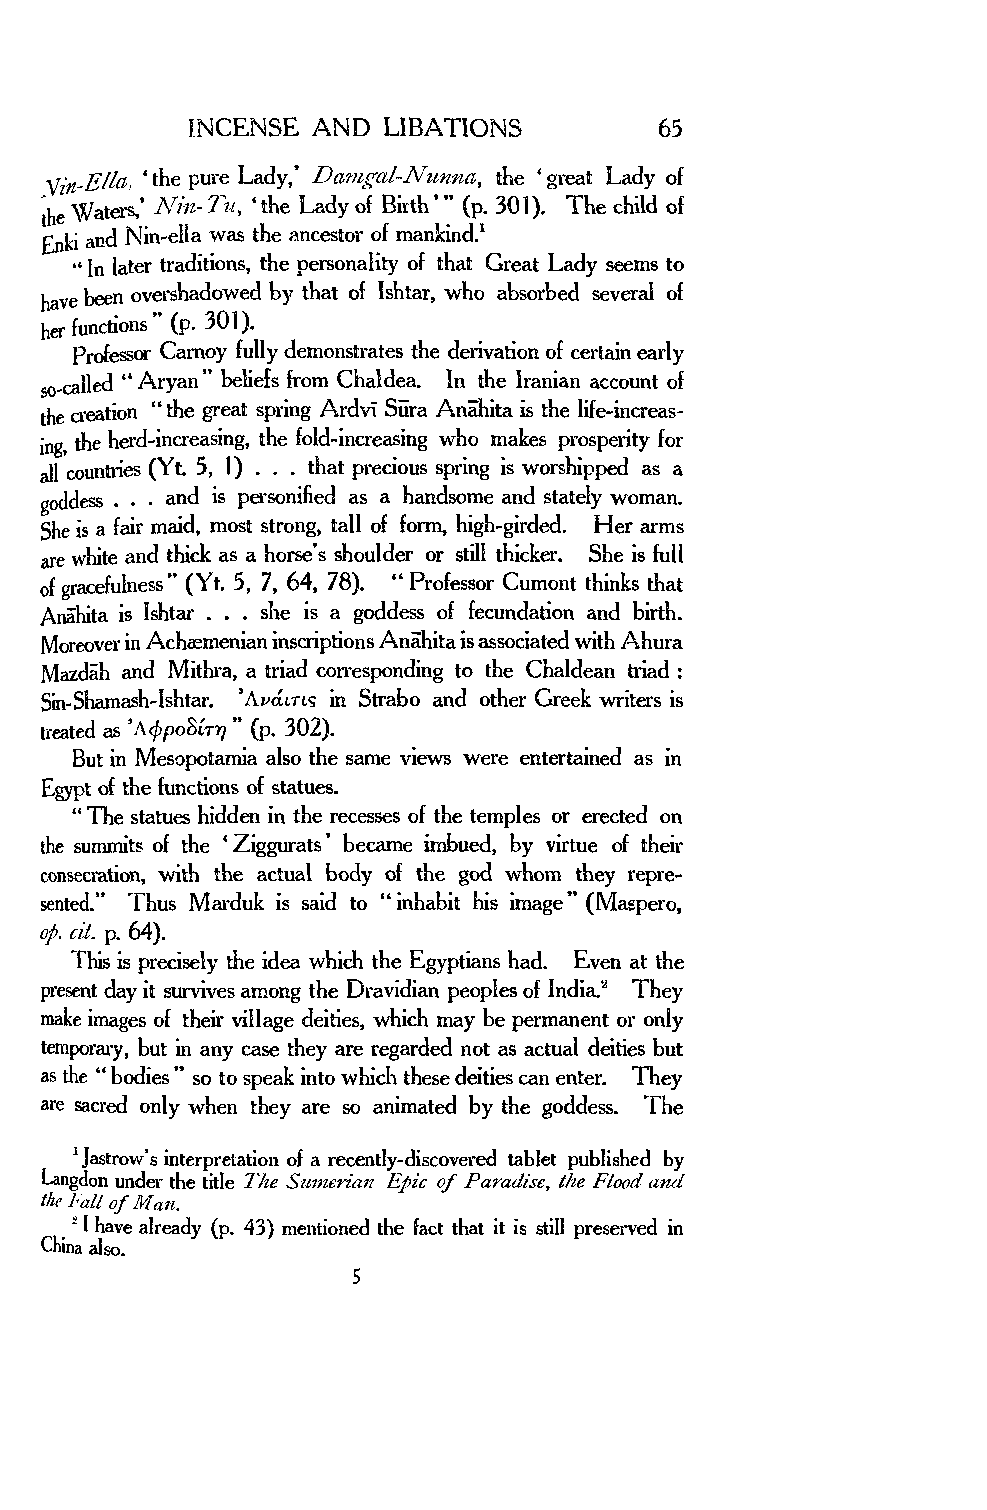 INCENSE AND LIBATIONS 65
Nin-Ella, ‘the pure Lady,’ Damgal-Nunna, the ‘great Lady of
the Waters,’ Nin-Tu, ‘the Lady of Birth’” (p. 301). The child of
Enki and Nin-ella was the ancestor of mankind.¹
“In later traditions, the personality of that Great Lady seems to
have been overshadowed by that of Ishtar, who absorbed several of
her functions” (p. 301).
Professor Carnoy fully demonstrates the derivation of certain early
so-called “Aryan” beliefs from Chaldea. In the Iranian account of
the creation “the great spring Ardvī Sūra Anāhita is the life-increas-
ing, the herd-increasing, the fold-increasing who makes prosperity for
all countries (Yt. 5, 1) . . . that precious spring is worshipped as a
goddess . . . and is personified as a handsome and stately woman.
She is a fair maid, most strong, tall of form, high-girded. Her arms
are white and thick as a horse’s shoulder or still thicker. She is full
of gracefulness” (Yt. 5, 7, 64, 78). “Professor Cumont thinks that
Anāhita is Ishtar . . . she is a goddess of fecundation and birth.
Moreover in Achæmenian inscriptions Anāhita is associated with Ahura
Mazdāh and Mithra, a triad corresponding to the Chaldean triad :
Sin-Shamash-Ishtar. ’Ανάιτις in Strabo and other Greek writers is
treated as ’Αφροδίτη” (p. 302).
But in Mesopotamia also the same views were entertained as in
Egypt of the functions of statues.
“The statues hidden in the recesses of the temples or erected on
the summits of the ‘Ziggurats’ became imbued, by virtue of their
consecration, with the actual body of the god whom they repre-
sented.” Thus Marduk is said to “inhabit his image” (Maspero,
op. cit. p. 64).
This is precisely the idea which the Egyptians had. Even at the
present day it survives among the Dravidian peoples of India.² They
make images of their village deities, which may be permanent or only
temporary, but in any case they are regarded not as actual deities but
as the “bodies” so to speak into which these deities can enter. They
are sacred only when they are so animated by the goddess. The
¹ Jastrow’s interpretation of a recently-discovered tablet published by
Langdon under the title The Sumerian Epic of Paradise, the Flood and
the Fall of Man.
² I have already (p. 43) mentioned the fact that it is still preserved in
China also.
5